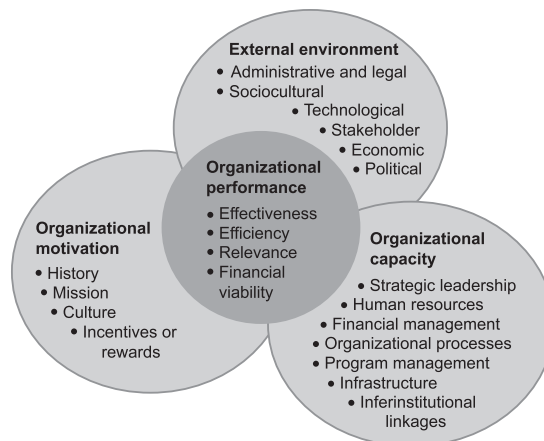 External environment
• Administrative and legal
• Sociocultural
• Technological
• Stakeholder
• Economic
• Political
Organizational
performance
• Effectiveness
• Efficiency
• Relevance
• Financial
viability
Organizational
motivation
• History
• Mission
• Culture
• Incentives or
rewards
Organizational
capacity
• Strategic leadership
• Human resources
• Financial management
• Organizational processes
• Program management
• Infrastructure
• Inferinstitutional
linkages